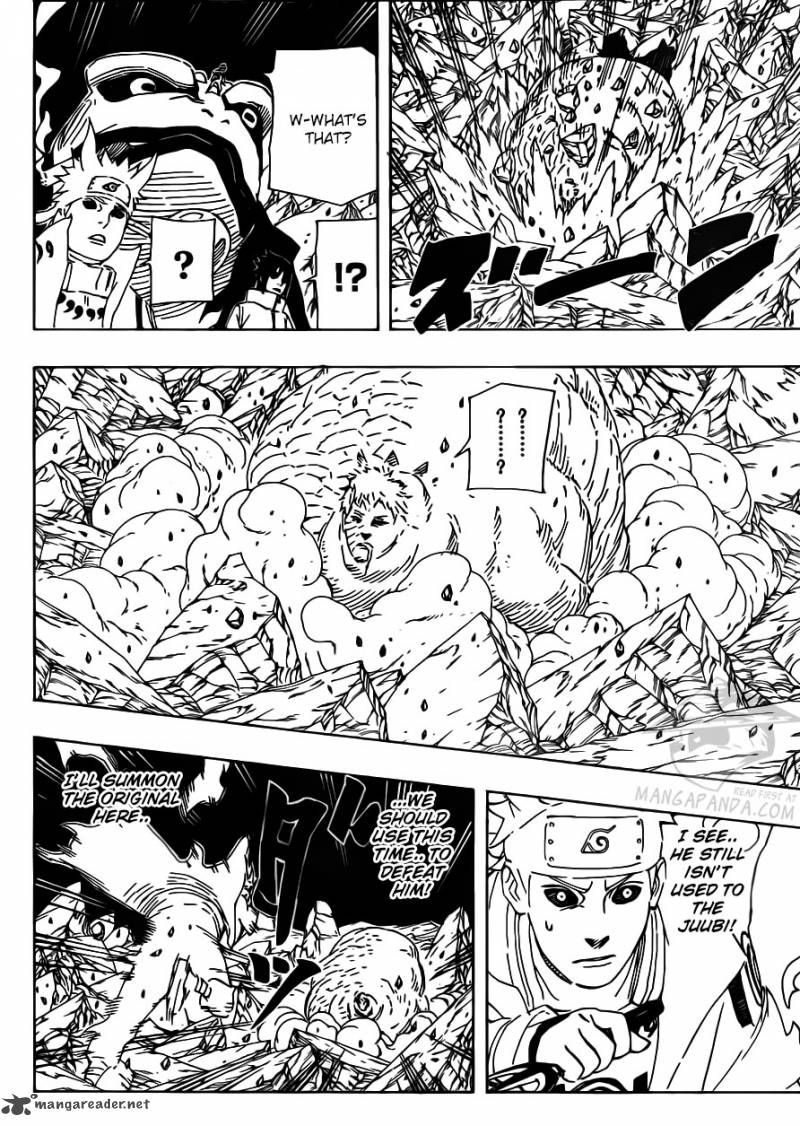 ズーン
W-WHAT'S
THAT?
!?
?
?
?
⋮
⋮
?
I SEE..
HE STILL
ISN'T
USED TO
THE
JUUBI!
...WE
SHOULD
USE THIS
TIME.. TO
DEFEAT
HIM!
I'LL SUMMON
THE ORIGINAL
HERE..
READ FIRST AT
MANGAPANDA.COM
mangareader.net